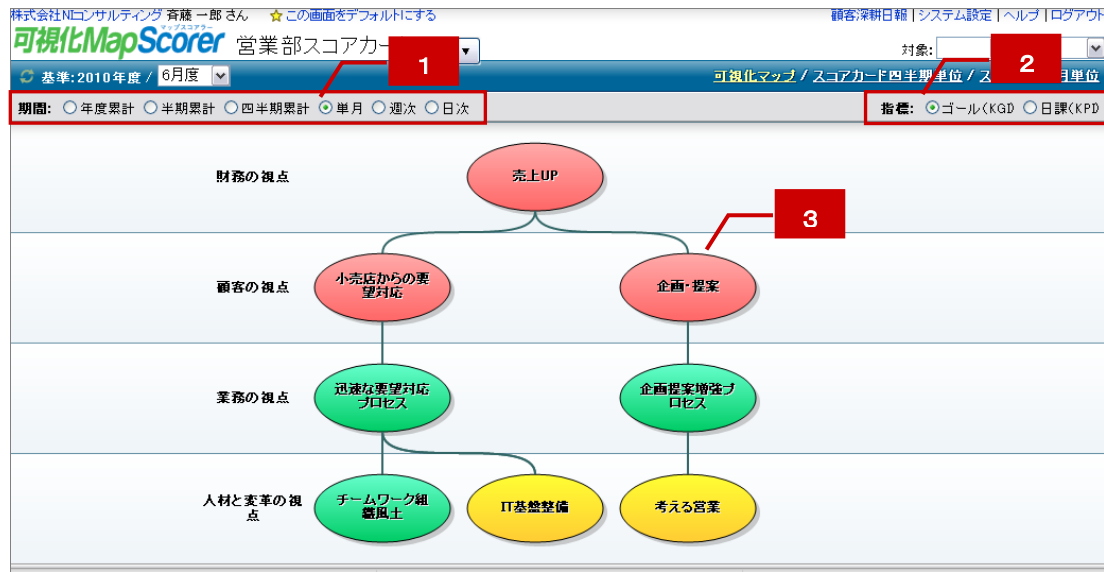 株式会社NIコンサルティング 斉藤 一郎 さん ☆この画面をデフォルトにする 顧客深耕日報 | システム設定 | ヘルプ | ログアウト
マップスコアラー
可視化MapScorer 営業部スコアカー 対象:
基準:2010年度 / 6月度 可視化マップ / スコアカード四半期単位 / ス 月単位
期間: 年度累計 半期累計 四半期累計 単月 週次 日次 指標: ゴール(KGI) 日課(KPI)
1
2
財務の視点 売上UP
3
顧客の視点 小売店からの要
望対応 企画・提案
業務の視点 迅速な要望対応
プロセス 企画提案増強プ
ロセス
人材と変革の視
点 チームワーク組
織風土 IT基盤整備 考える営業